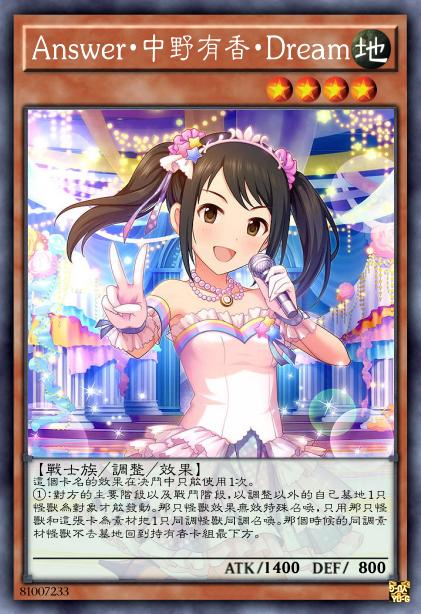 Answer・中野有香・Dream
地
【戰士族／調整／效果】
這個卡名的效果在決鬥中只能使用1次。
①：對方的主要階段以及戰鬥階段，以調整以外的自己墓地1只
怪獸為對象才能發動。那只怪獸效果無效特殊召喚，只用那只怪
獸和這張卡為素材把1只同調怪獸同調召喚。那個時候的同調素
材怪獸不去墓地回到持有者卡組最下方。
ATK/1400 DEF/ 800
81007233